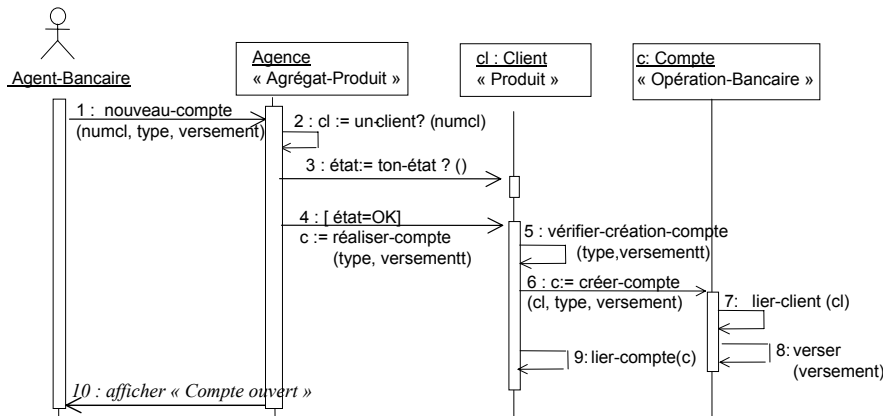 Agent-Bancaire
Agence
« Agrégat-Produit »
cl : Client
« Produit »
c: Compte
« Opération-Bancaire »
1 : nouveau-compte
(numcl, type, versement)
2 : cl := un-client? (numcl)
3 : état:= ton-état ? ()
4 : [ état=OK]
c := réaliser-compte
(type, versementt)
5 : vérifier-création-compte
(type,versementt)
6 : c:= créer-compte
(cl, type, versement)
7: lier-client (cl)
8: verser
(versement)
9: lier-compte(c)
10 : afficher « Compte ouvert »